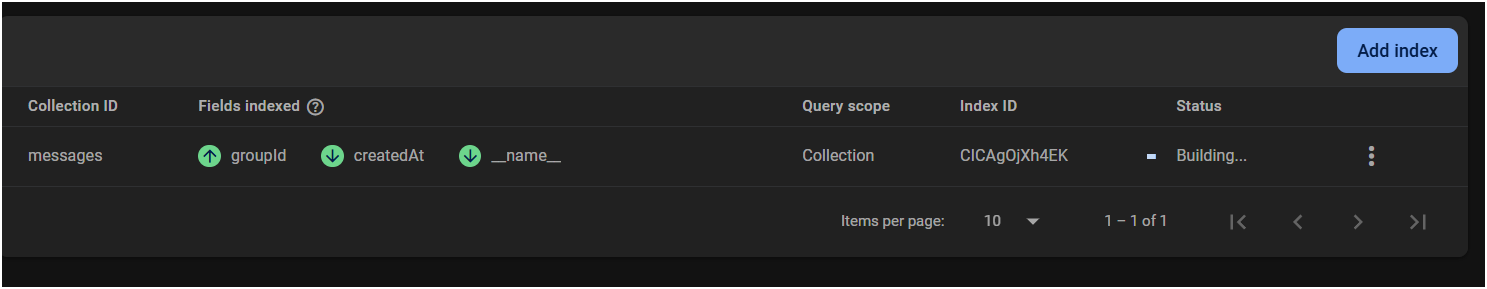 Add index
Collection ID Fields indexed Query scope Index ID Status
messages groupId createdAt __name__ Collection CICAgOjXh4EK Building...
Items per page: 10 1 – 1 of 1